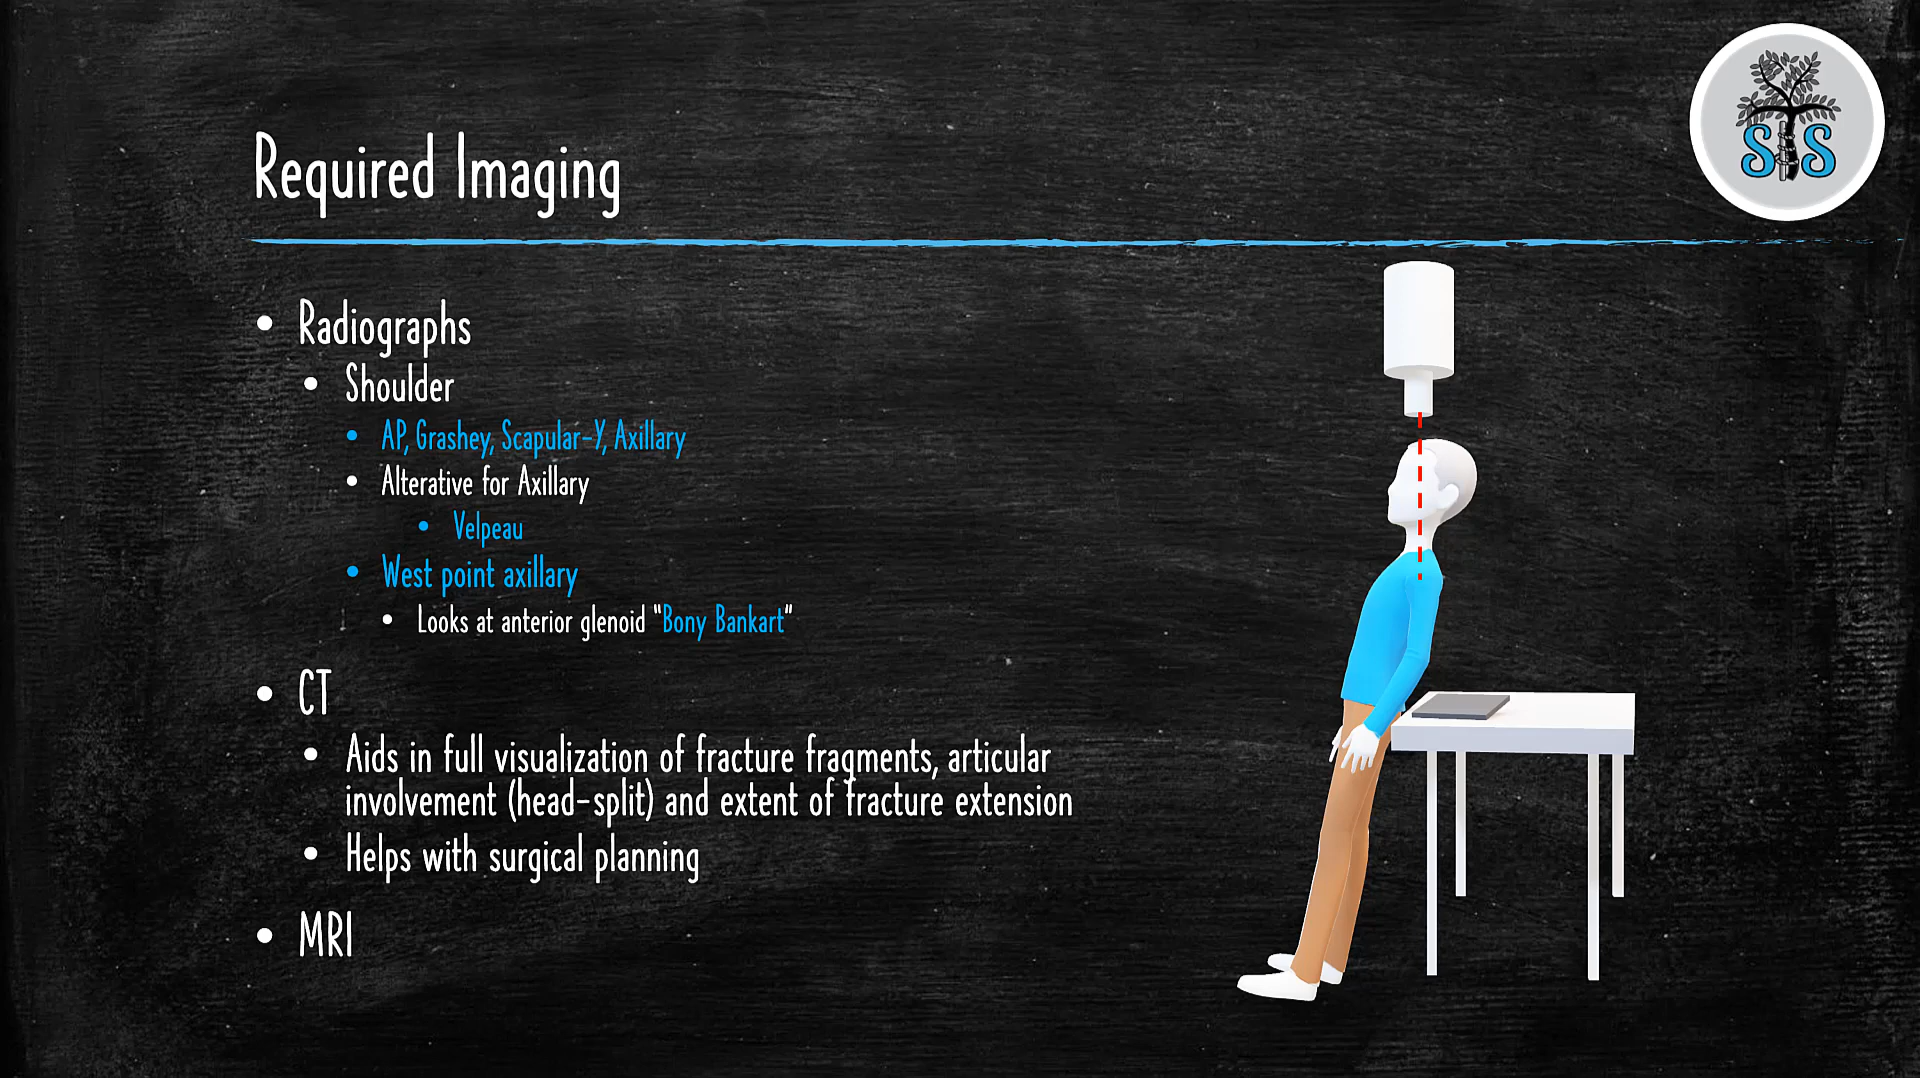 SIS
Required Imaging
• Radiographs
• Shoulder
• AP, Grashey, Scapular-Y, Axillary
• Alterative for Axillary
• Velpeau
• West point axillary
• Looks at anterior glenoid "Bony Bankart"
• CT
• Aids in full visualization of fracture fragments, articular
involvement (head-split) and extent of fracture extension
• Helps with surgical planning
• MRI